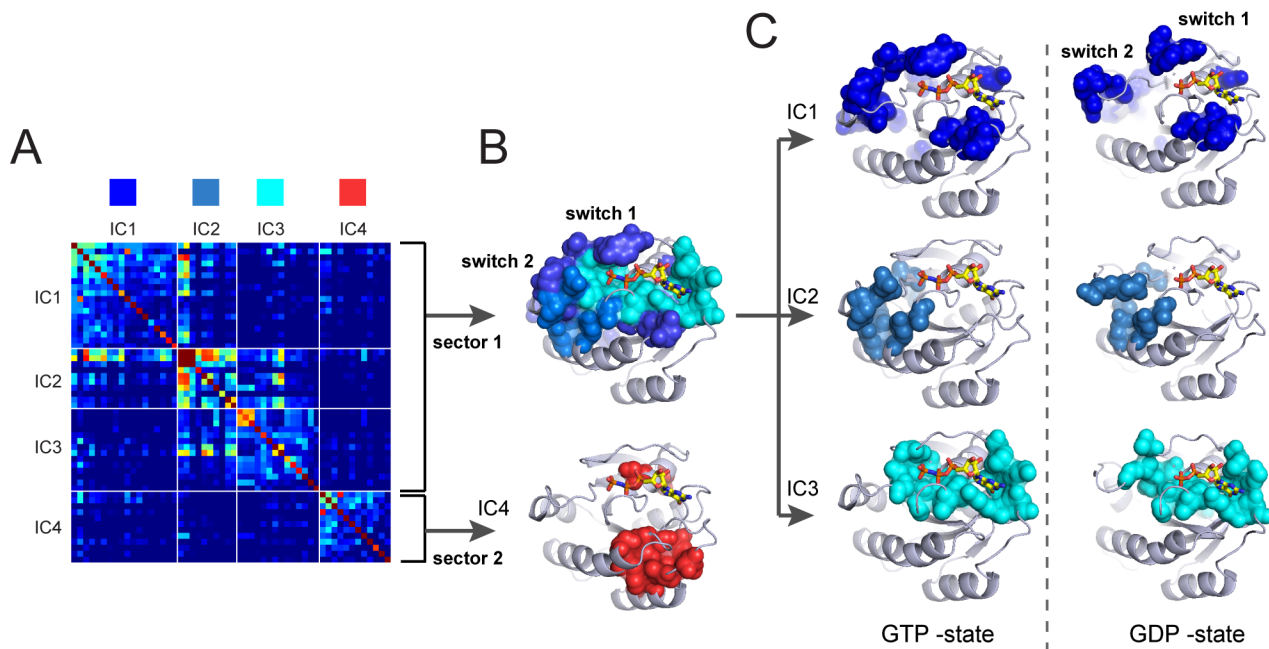 A
IC1
IC2
IC3
IC4
IC1
IC2
IC3
IC4
sector 1
sector 2
B
switch 1
switch 2
IC4
C
switch 1
switch 2
IC1
IC2
IC3
GTP -state
GDP -state